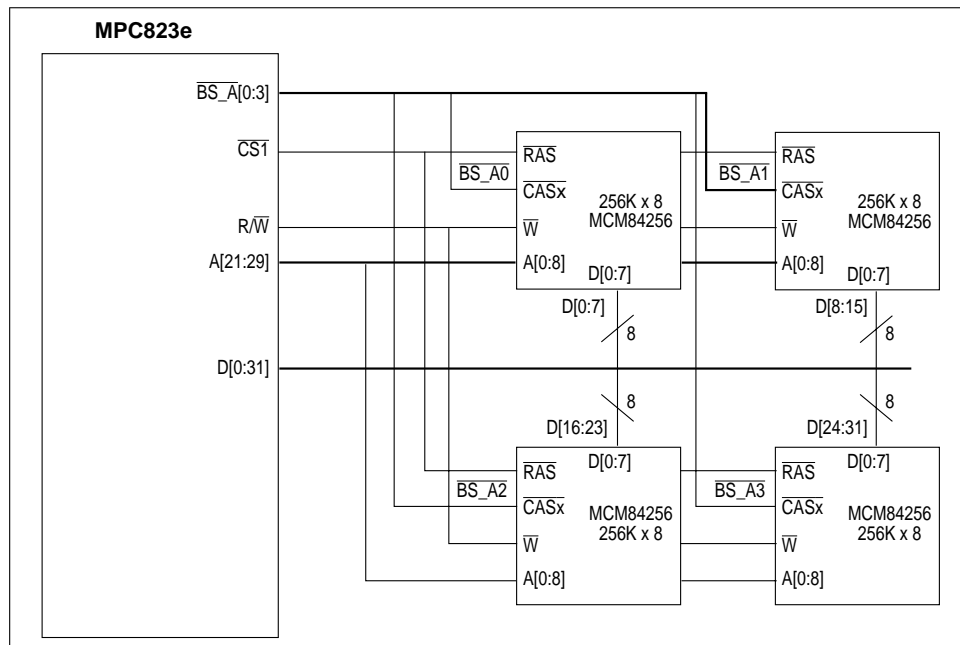 MPC823e
BS_A[0:3]
CS1
R/W
A[21:29]
D[0:31]
BS_A0
RAS
CASx
W
A[0:8]
256K x 8
MCM84256
D[0:7]
BS_A1
RAS
CASx
W
A[0:8]
256K x 8
MCM84256
D[0:7]
D[0:7]
8
D[8:15]
8
8
D[16:23]
8
D[24:31]
BS_A2
RAS
CASx
W
A[0:8]
D[0:7]
MCM84256
256K x 8
BS_A3
RAS
CASx
W
A[0:8]
D[0:7]
MCM84256
256K x 8